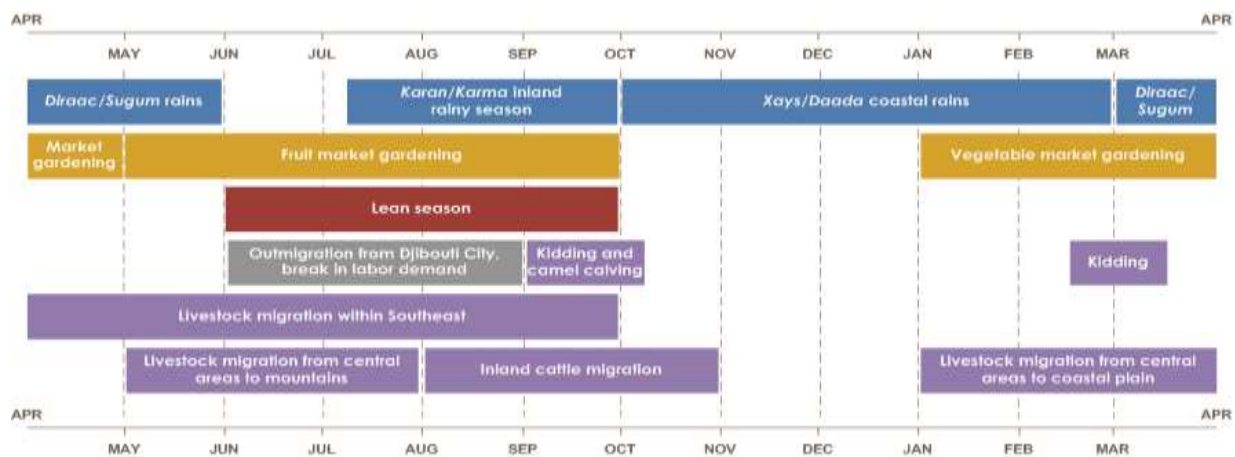 APR
APR
MAY JUN JUL AUG SEP OCT NOV DEC JAN FEB MAR
Diraac/Sugum rains
Karan/Karma inland
rainy season
Xays/Daada coastal rains
Diraac/
Sugum
Market
gardening
Fruit market gardening
Vegetable market gardening
Lean season
Outmigration from Djibouti City,
break in labor demand
Kidding and
camel calving
Kidding
Livestock migration within Southeast
Livestock migration from central
areas to mountains
Inland cattle migration
Livestock migration from central
areas to coastal plain
APR
APR
MAY JUN JUL AUG SEP OCT NOV DEC JAN FEB MAR